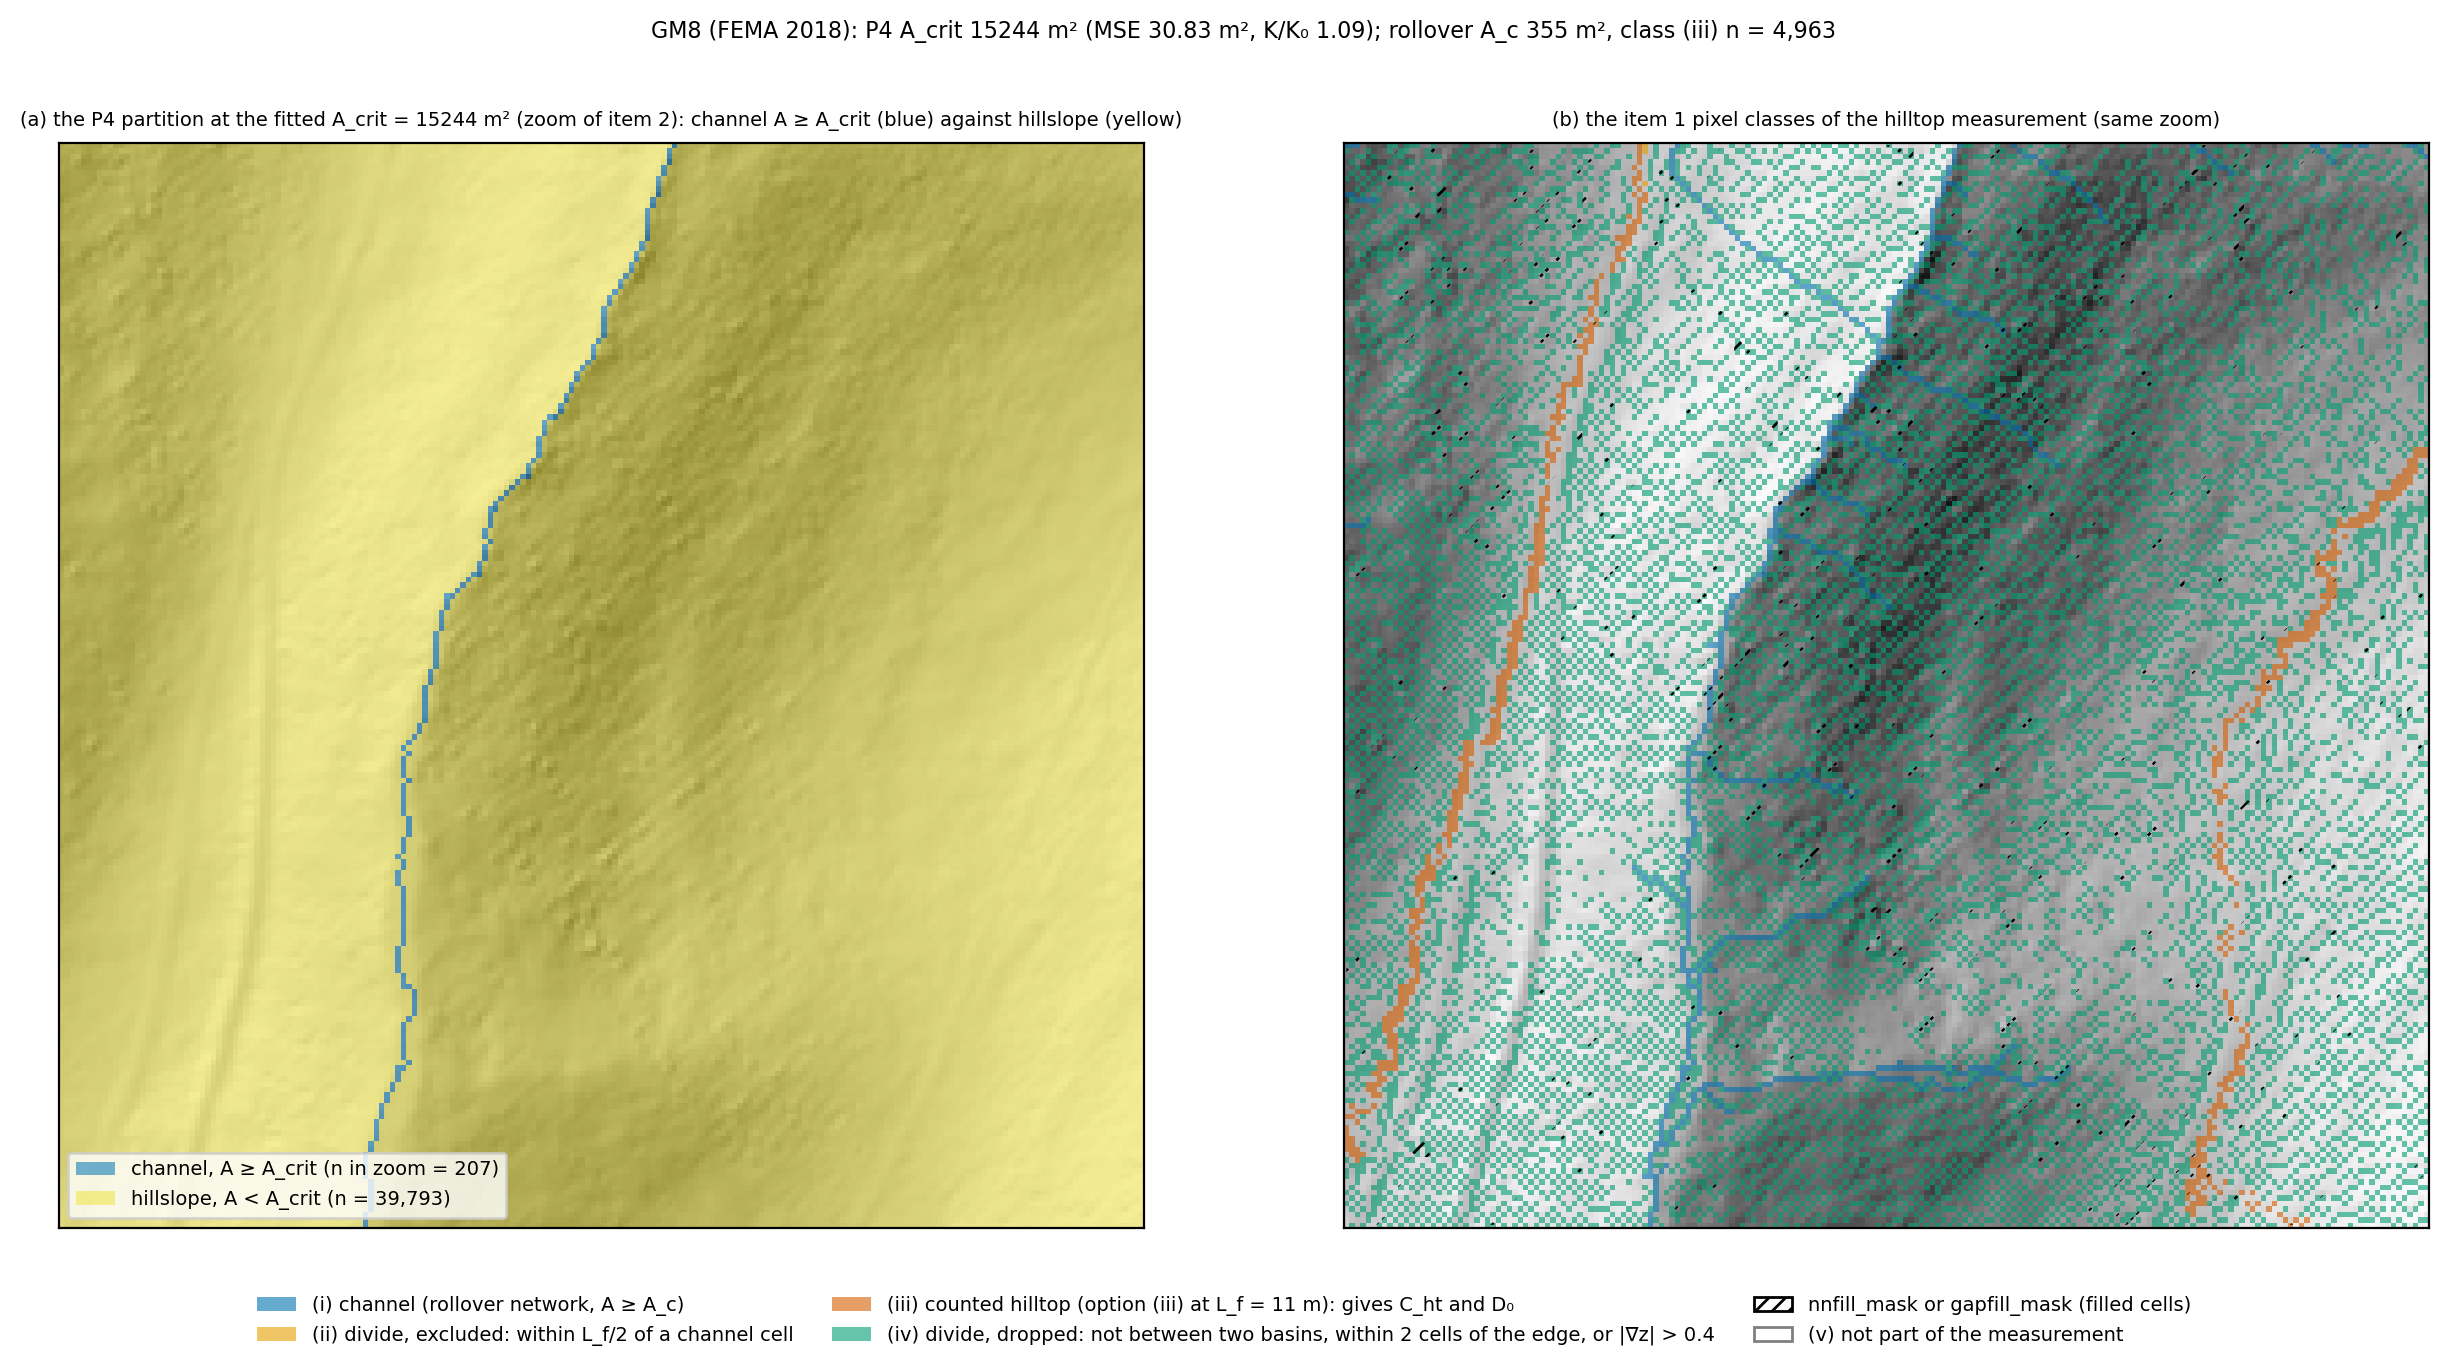 GM8 (FEMA 2018): P4 A_crit 15244 m² (MSE 30.83 m², K/K₀ 1.09); rollover A_c 355 m², class (iii) n = 4,963
(a) the P4 partition at the fitted A_crit = 15244 m² (zoom of item 2): channel A ≥ A_crit (blue) against hillslope (yellow)
(b) the item 1 pixel classes of the hilltop measurement (same zoom)
channel, A ≥ A_crit (n in zoom = 207)
hillslope, A < A_crit (n = 39,793)
(i) channel (rollover network, A ≥ A_c)
(ii) divide, excluded: within L_f/2 of a channel cell
(iii) counted hilltop (option (iii) at L_f = 11 m): gives C_ht and D₀
(iv) divide, dropped: not between two basins, within 2 cells of the edge, or |∇z| > 0.4
nnfill_mask or gapfill_mask (filled cells)
(v) not part of the measurement